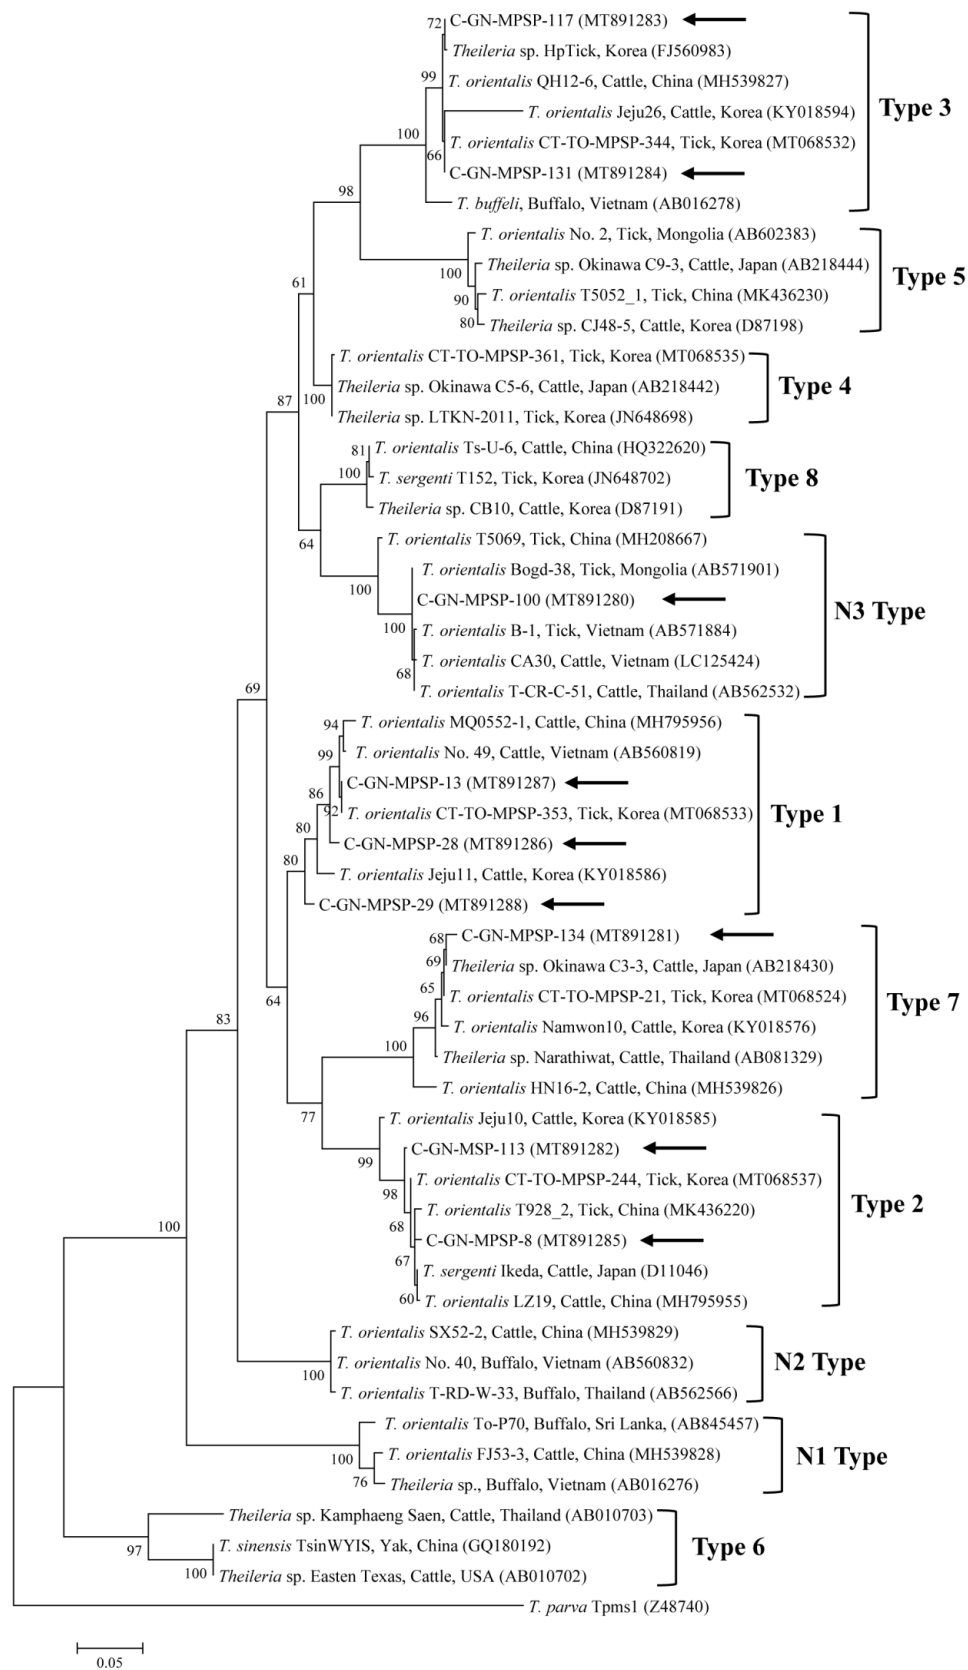 72
C-GN-MPSP-117 (MT891283)
Theileria sp. HpTick, Korea (FJ560983)
99
T. orientalis QH12-6, Cattle, China (MH539827)
Type 3
T. orientalis Jeju26, Cattle, Korea (KY018594)
100
T. orientalis CT-TO-MPSP-344, Tick, Korea (MT068532)
66
C-GN-MPSP-131 (MT891284)
98
T. buffeli, Buffalo, Vietnam (AB016278)
T. orientalis No. 2, Tick, Mongolia (AB602383)
100
Theileria sp. Okinawa C9-3, Cattle, Japan (AB218444)
Type 5
61
90
T. orientalis T5052_1, Tick, China (MK436230)
80
Theileria sp. CJ48-5, Cattle, Korea (D87198)
T. orientalis CT-TO-MPSP-361, Tick, Korea (MT068535)
Theileria sp. Okinawa C5-6, Cattle, Japan (AB218442)
Type 4
87
100
Theileria sp. LTKN-2011, Tick, Korea (JN648698)
81
T. orientalis Ts-U-6, Cattle, China (HQ322620)
100
T. sergenti T152, Tick, Korea (JN648702)
Type 8
Theileria sp. CB10, Cattle, Korea (D87191)
64
T. orientalis T5069, Tick, China (MH208667)
T. orientalis Bogd-38, Tick, Mongolia (AB571901)
100
C-GN-MPSP-100 (MT891280)
N3 Type
100
T. orientalis B-1, Tick, Vietnam (AB571884)
T. orientalis CA30, Cattle, Vietnam (LC125424)
68
T. orientalis T-CR-C-51, Cattle, Thailand (AB562532)
69
94
T. orientalis MQ0552-1, Cattle, China (MH795956)
99
T. orientalis No. 49, Cattle, Vietnam (AB560819)
C-GN-MPSP-13 (MT891287)
86
92
T. orientalis CT-TO-MPSP-353, Tick, Korea (MT068533)
Type 1
80
C-GN-MPSP-28 (MT891286)
80
T. orientalis Jeju11, Cattle, Korea (KY018586)
C-GN-MPSP-29 (MT891288)
68
C-GN-MPSP-134 (MT891281)
69
Theileria sp. Okinawa C3-3, Cattle, Japan (AB218430)
65
T. orientalis CT-TO-MPSP-21, Tick, Korea (MT068524)
Type 7
64
83
96
T. orientalis Namwon10, Cattle, Korea (KY018576)
100
Theileria sp. Narathiwat, Cattle, Thailand (AB081329)
T. orientalis HN16-2, Cattle, China (MH539826)
77
T. orientalis Jeju10, Cattle, Korea (KY018585)
C-GN-MSP-113 (MT891282)
99
T. orientalis CT-TO-MPSP-244, Tick, Korea (MT068537)
98
T. orientalis T928_2, Tick, China (MK436220)
Type 2
68
100
C-GN-MPSP-8 (MT891285)
67
T. sergenti Ikeda, Cattle, Japan (D11046)
60
T. orientalis LZ19, Cattle, China (MH795955)
T. orientalis SX52-2, Cattle, China (MH539829)
T. orientalis No. 40, Buffalo, Vietnam (AB560832)
N2 Type
100
T. orientalis T-RD-W-33, Buffalo, Thailand (AB562566)
T. orientalis To-P70, Buffalo, Sri Lanka, (AB845457)
100
T. orientalis FJ53-3, Cattle, China (MH539828)
N1 Type
76
Theileria sp., Buffalo, Vietnam (AB016276)
Theileria sp. Kamphaeng Saen, Cattle, Thailand (AB010703)
97
T. sinensis TsinWYIS, Yak, China (GQ180192)
Type 6
100
Theileria sp. Easten Texas, Cattle, USA (AB010702)
T. parva Tpms1 (Z48740)
0.05